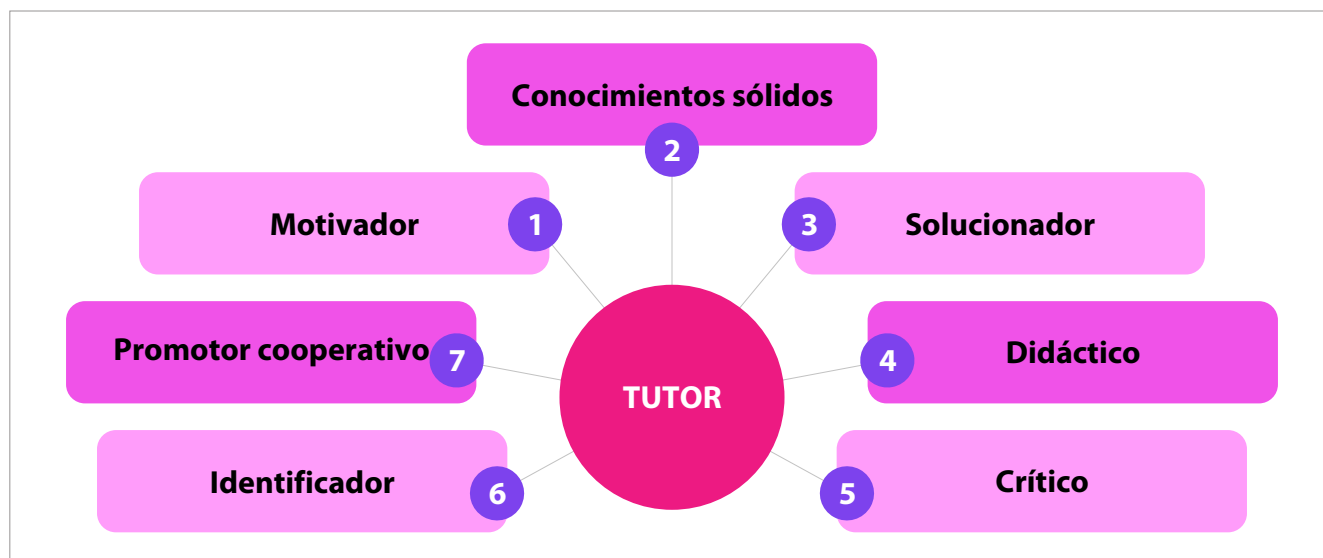 Conocimientos sólidos
2
Motivador
1
3
Solucionador
Promotor cooperativo
7
TUTOR
4
Didáctico
Identificador
6
5
Crítico